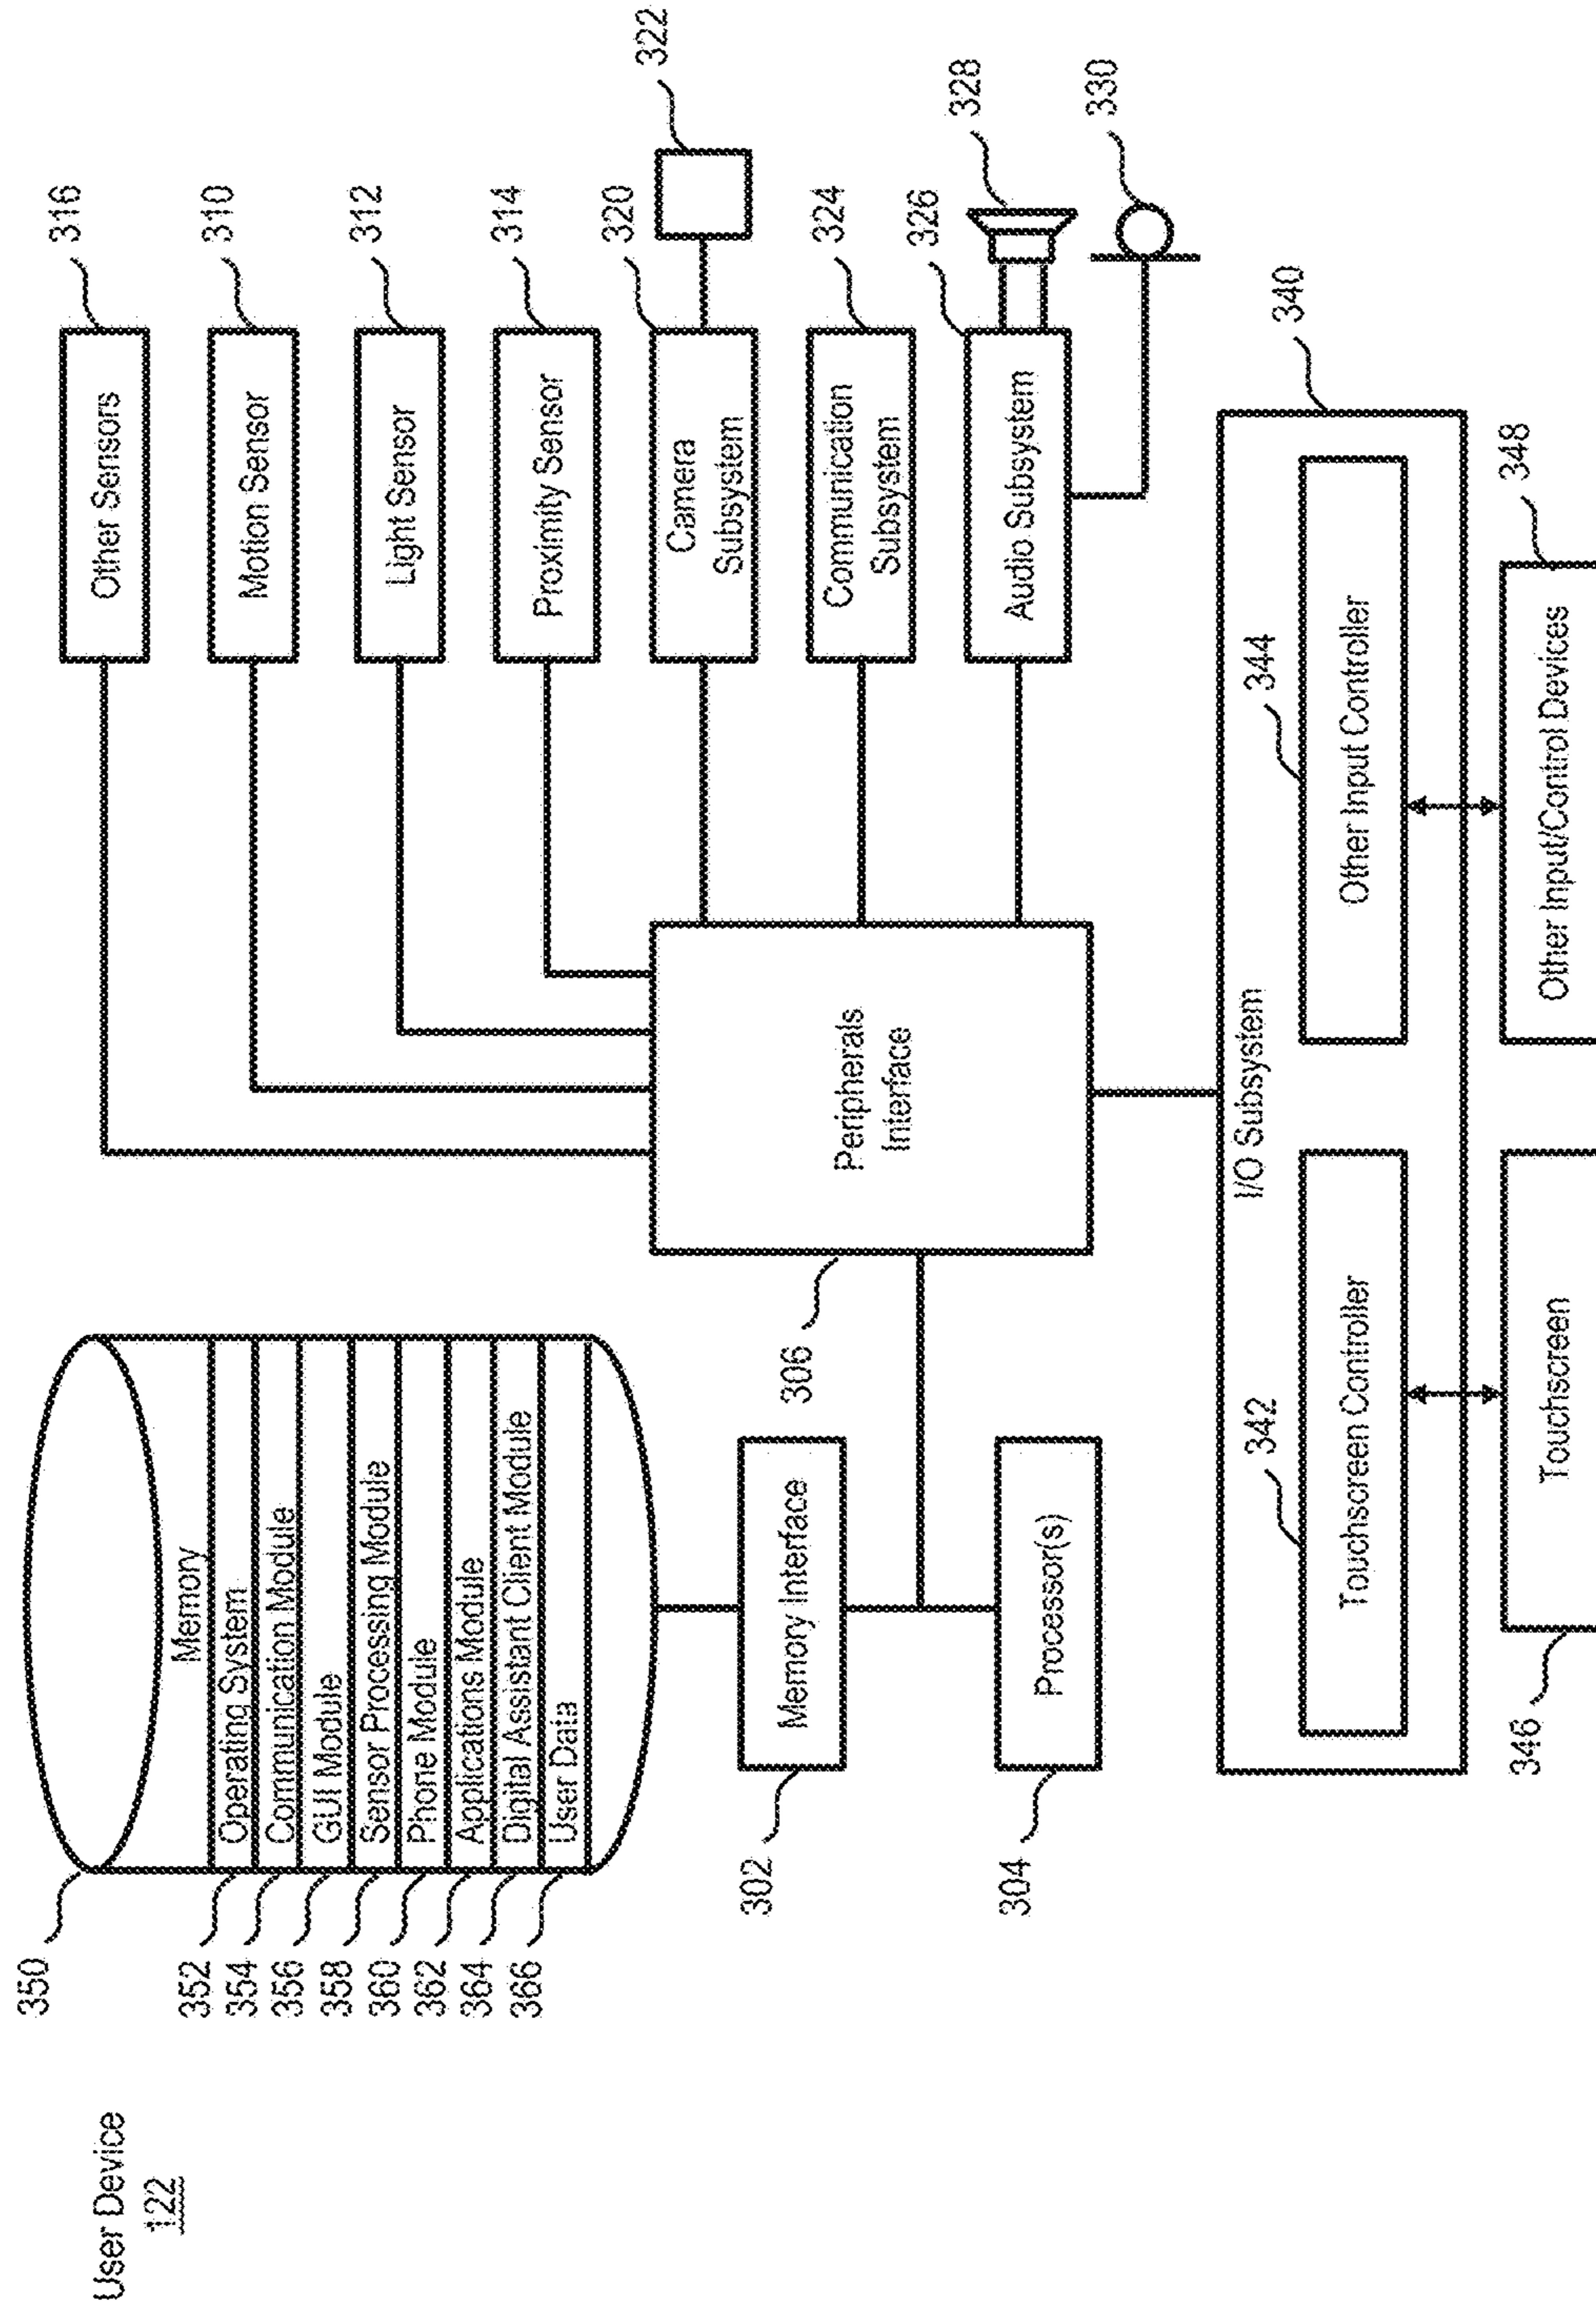 User Device
122
350
Memory
352
Operating System
354
Communication Module
356
GUI Module
358
Sensor Processing Module
360
Phone Module
362
Applications Module
364
Digital Assistant Client Module
366
User Data
302
Memory Interface
304
Processor(s)
306
Peripherals
Interface
Other Sensors
316
Motion Sensor
310
Light Sensor
312
Proximity Sensor
314
Camera
Subsystem
320
322
Communication
Subsystem
324
Audio Subsystem
326
328
330
340
I/O Subsystem
342
Touchscreen Controller
344
Other Input Controller
346
Touchscreen
348
Other Input/Control Devices